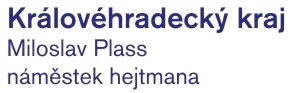 Královéhradecký kraj
Miloslav Plass
náměstek hejtmana